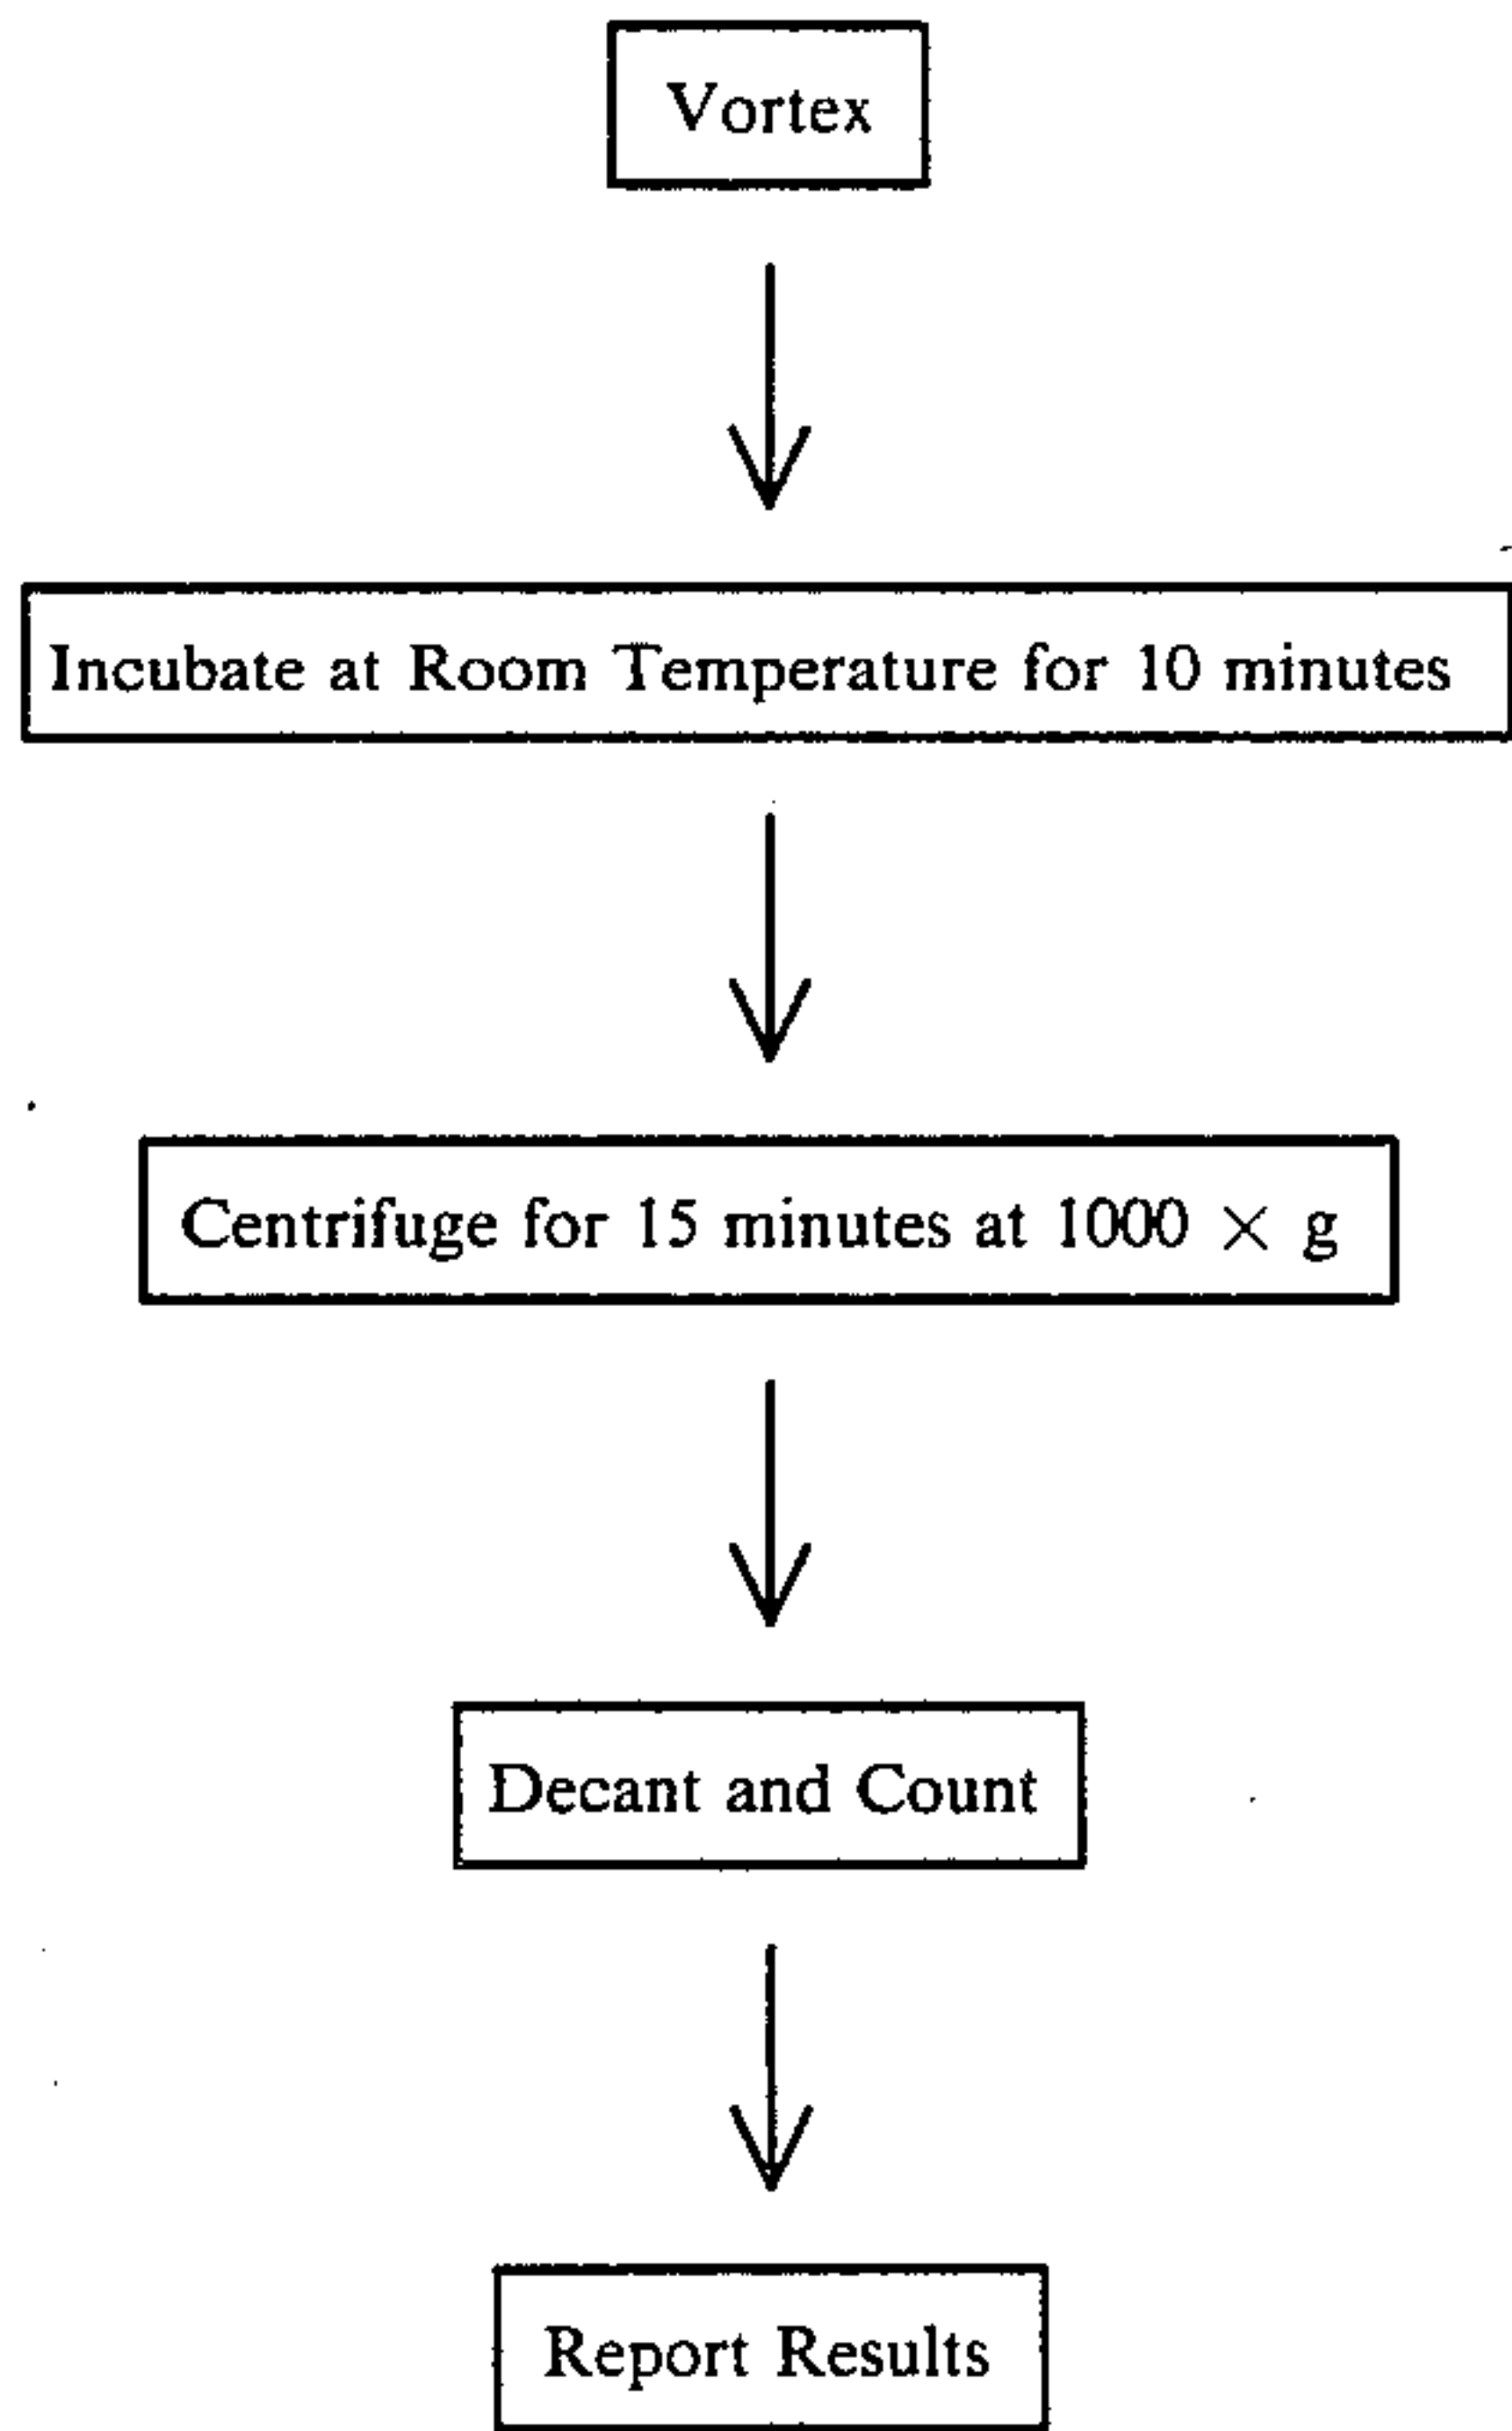 Vortex
Incubate at Room Temperature for 10 minutes
Centrifuge for 15 minutes at 1000 × g
Decant and Count
Report Results